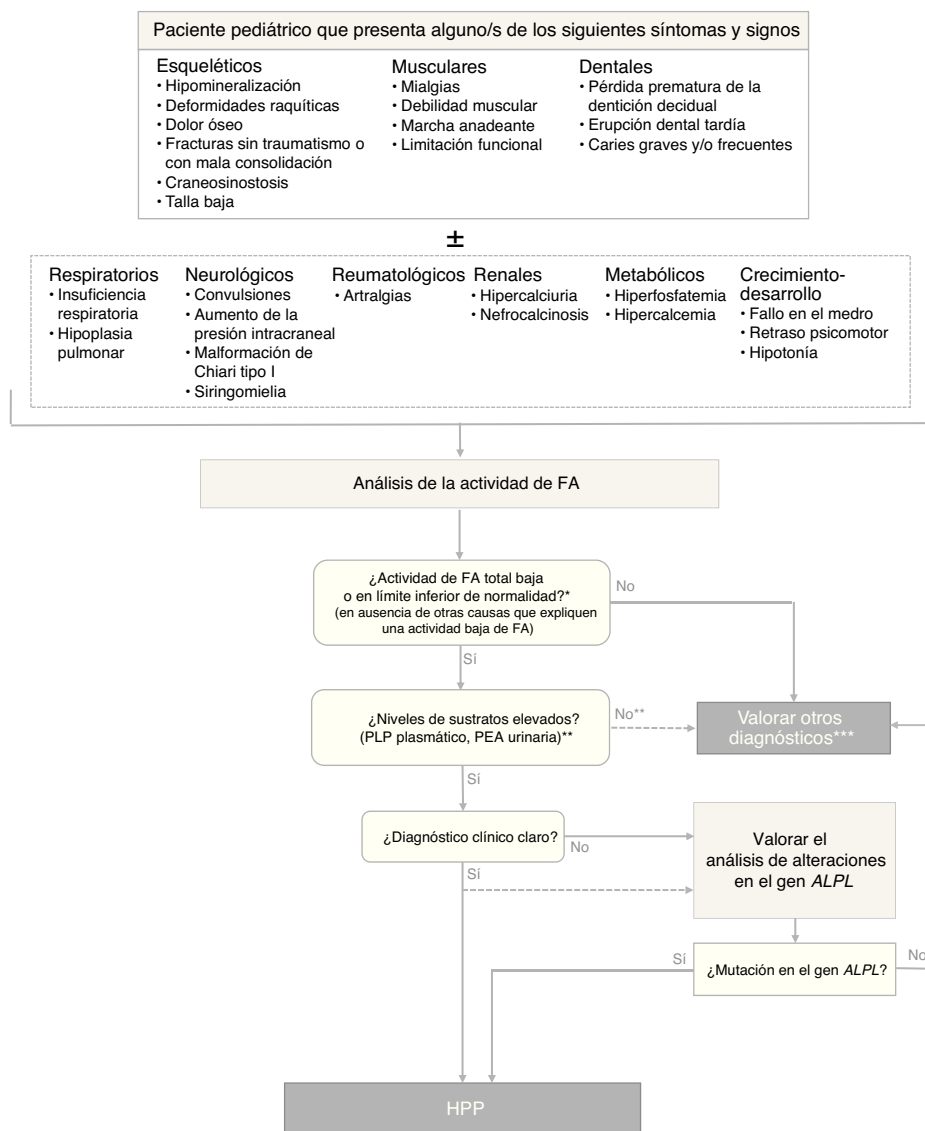 Paciente pediátrico que presenta alguno/s de los siguientes síntomas y signos
Esqueléticos
• Hipomineralización
• Deformidades raquíticas
• Dolor óseo
• Fracturas sin traumatismo o
con mala consolidación
• Craneosinostosis
• Talla baja
Musculares
• Mialgias
• Debilidad muscular
• Marcha anadeante
• Limitación funcional
Dentales
• Pérdida prematura de la
dentición decidual
• Erupción dental tardía
• Caries graves y/o frecuentes
±
Respiratorios
• Insuficiencia
respiratoria
• Hipoplasia
pulmonar
Neurológicos
• Convulsiones
• Aumento de la
presión intracraneal
• Malformación de
Chiari tipo I
• Siringomielia
Reumatológicos
• Artralgias
Renales
• Hipercalciuria
• Nefrocalcinosis
Metabólicos
• Hiperfosfatemia
• Hipercalcemia
Crecimiento-
desarrollo
• Fallo en el medro
• Retraso psicomotor
• Hipotonía
Análisis de la actividad de FA
¿Actividad de FA total baja
o en límite inferior de normalidad?*
(en ausencia de otras causas que expliquen
una actividad baja de FA)
No
Sí
¿Niveles de sustratos elevados?
(PLP plasmático, PEA urinaria)**
No**
Valorar otros
diagnósticos***
Sí
¿Diagnóstico clínico claro?
No
Sí
Valorar el
análisis de alteraciones
en el gen ALPL
Sí
¿Mutación en el gen ALPL?
No
HPP